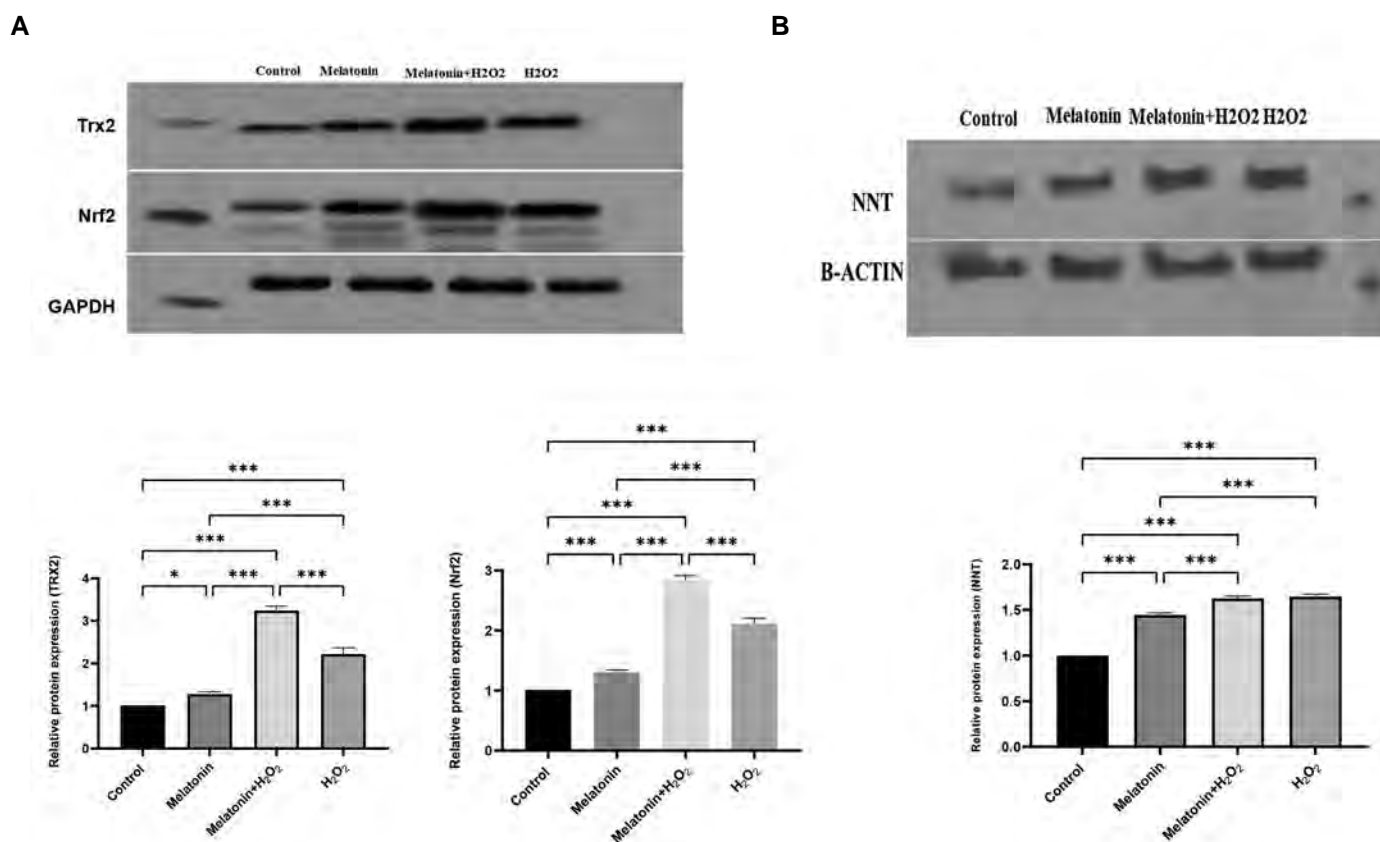 A
Control Melatonin Melatonin+H2O2 H2O2
Trx2
Nrf2
GAPDH
B
Control Melatonin Melatonin+H2O2 H2O2
NNT
B-ACTIN
***
***
***
* *** ***
Relative protein expression (TRX2)
4
3
2
1
0
Control Melatonin Melatonin+H₂O₂ H₂O₂
***
***
***
*** *** ***
Relative protein expression (Nrf2)
3
2
1
0
Control Melatonin Melatonin+H₂O₂ H₂O₂
***
***
***
*** ***
Relative protein expression (NNT)
2.0
1.5
1.0
0.5
0.0
Control Melatonin Melatonin+H₂O₂ H₂O₂